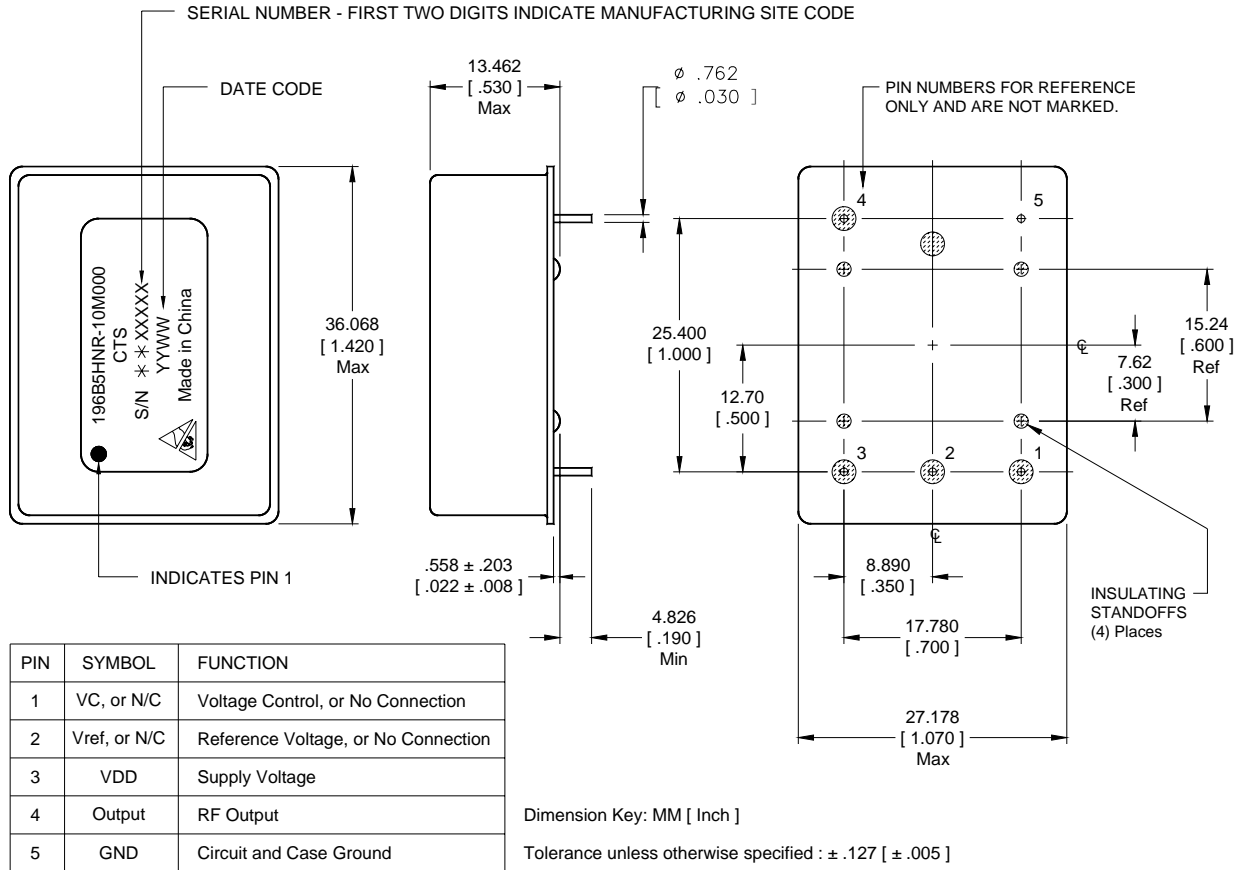 SERIAL NUMBER - FIRST TWO DIGITS INDICATE MANUFACTURING SITE CODE
DATE CODE
13.462
[ .530 ]
Max
ø .762
[ ø .030 ]
PIN NUMBERS FOR REFERENCE
ONLY AND ARE NOT MARKED.
196B5HNR-10M000
CTS
S/N ＊＊XXXXX
YYWW
Made in China
36.068
[ 1.420 ]
Max
INDICATES PIN 1
.558 ± .203
[ .022 ± .008 ]
4.826
[ .190 ]
Min
4
5
25.400
[ 1.000 ]
12.70
[ .500 ]
15.24
[ .600 ]
Ref
7.62
[ .300 ]
Ref
℄
3
2
1
℄
8.890
[ .350 ]
17.780
[ .700 ]
27.178
[ 1.070 ]
Max
INSULATING
STANDOFFS
(4) Places
PIN SYMBOL FUNCTION
1 VC, or N/C Voltage Control, or No Connection
2 Vref, or N/C Reference Voltage, or No Connection
3 VDD Supply Voltage
4 Output RF Output
5 GND Circuit and Case Ground
Dimension Key: MM [ Inch ]
Tolerance unless otherwise specified : ± .127 [ ± .005 ]